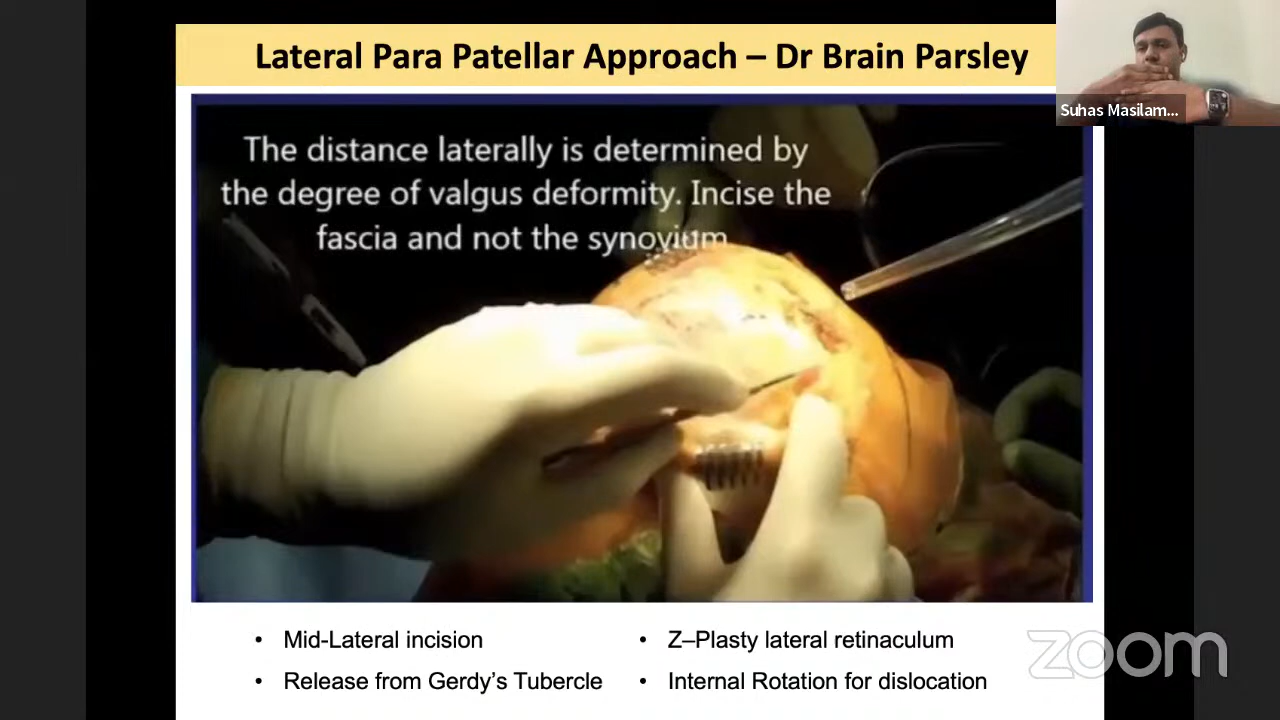 Lateral Para Patellar Approach – Dr Brain Parsley
Suhas Masilam...
The distance laterally is determined by
the degree of valgus deformity. Incise the
fascia and not the synovium
• Mid-Lateral incision
• Release from Gerdy’s Tubercle
• Z–Plasty lateral retinaculum
• Internal Rotation for dislocation
zoom